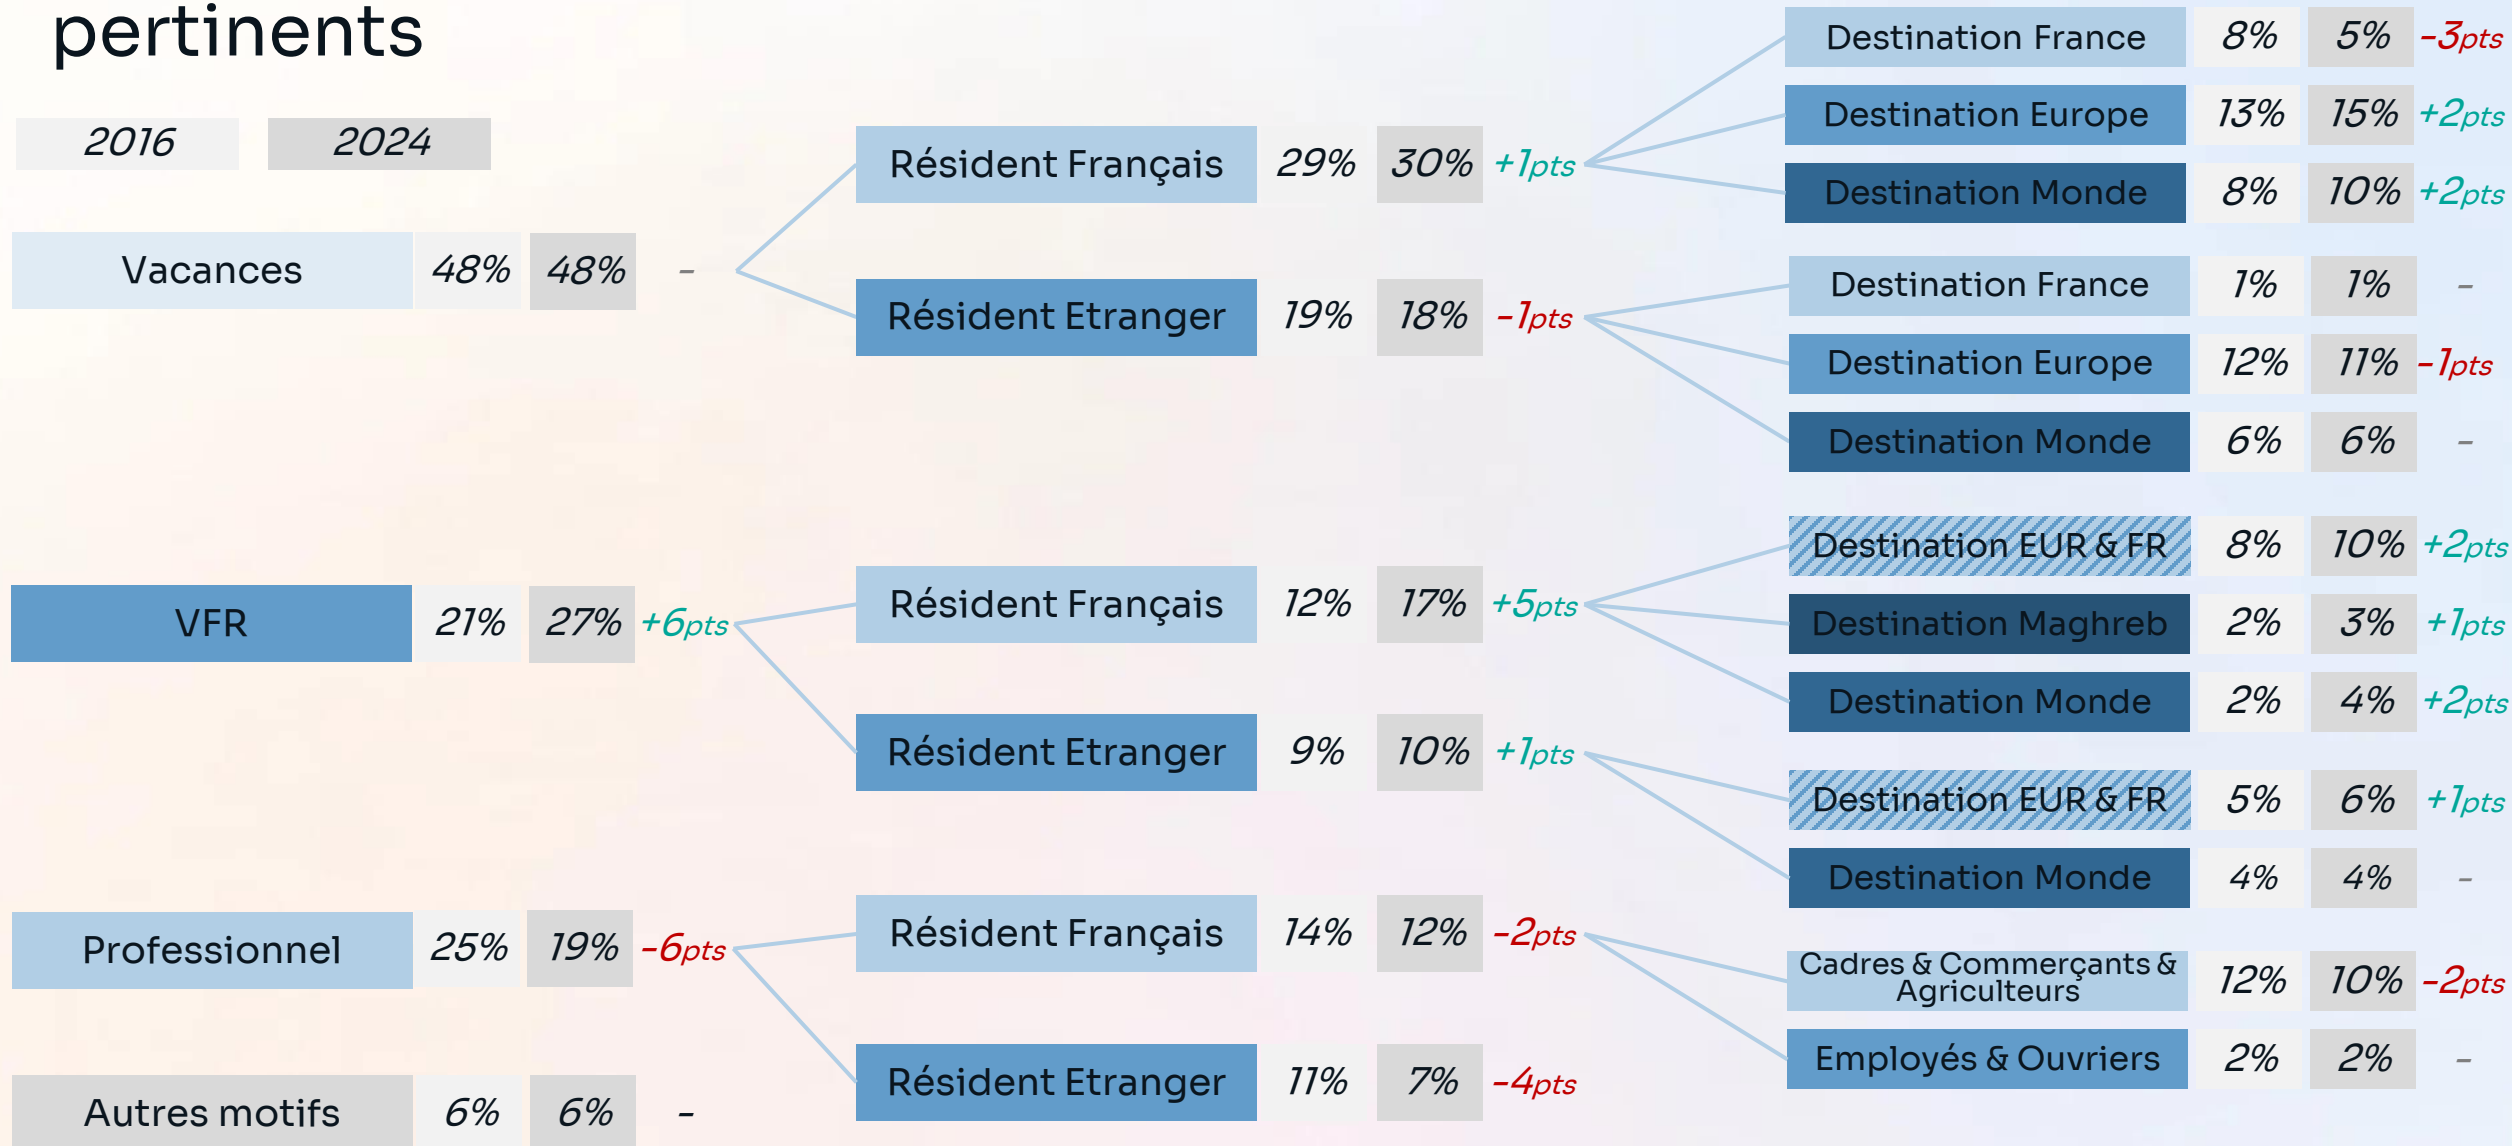 pertinents
2016 2024
Vacances 48% 48% -
Résident Français 29% 30% +1pts
Destination France 8% 5% -3pts
Destination Europe 13% 15% +2pts
Destination Monde 8% 10% +2pts
Résident Etranger 19% 18% -1pts
Destination France 1% 1% -
Destination Europe 12% 11% -1pts
Destination Monde 6% 6% -
VFR 21% 27% +6pts
Résident Français 12% 17% +5pts
Destination EUR & FR 8% 10% +2pts
Destination Maghreb 2% 3% +1pts
Destination Monde 2% 4% +2pts
Résident Etranger 9% 10% +1pts
Destination EUR & FR 5% 6% +1pts
Destination Monde 4% 4% -
Professionnel 25% 19% -6pts
Résident Français 14% 12% -2pts
Cadres & Commerçants &
Agriculteurs 12% 10% -2pts
Employés & Ouvriers 2% 2% -
Résident Etranger 11% 7% -4pts
Autres motifs 6% 6% -